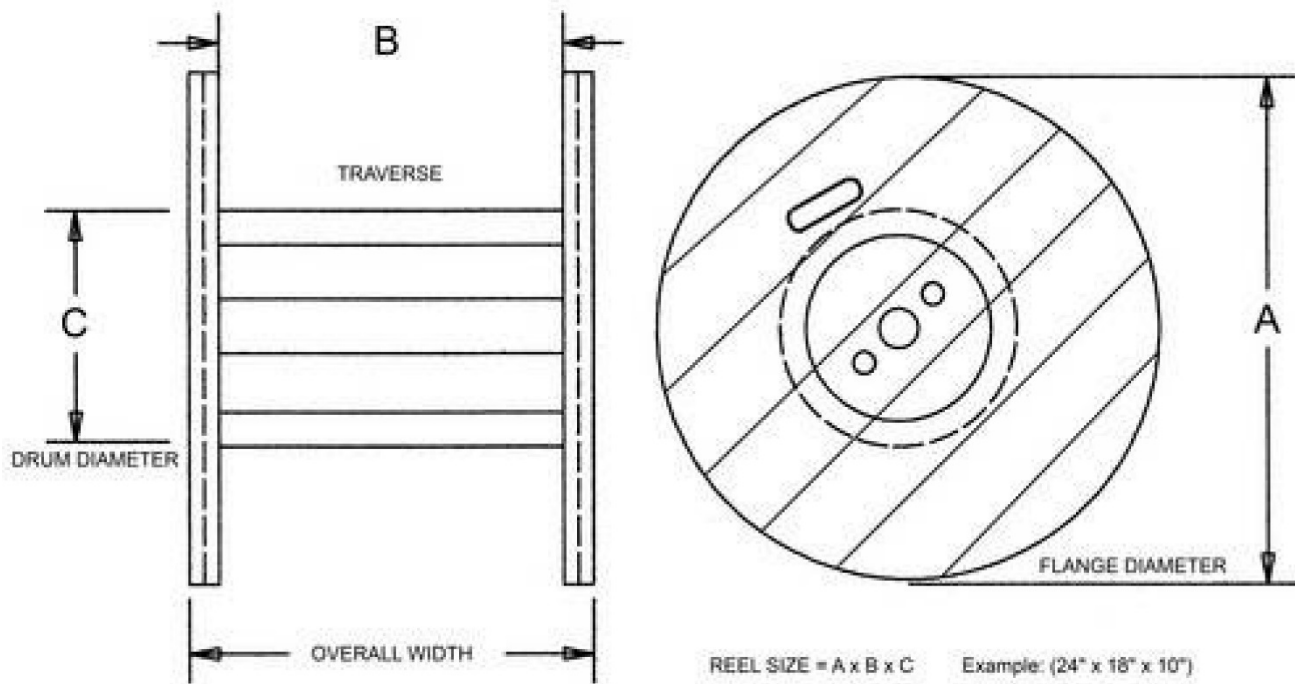 B
TRAVERSE
C
A
DRUM DIAMETER
FLANGE DIAMETER
OVERALL WIDTH
REEL SIZE = A x B x C Example: (24" x 18" x 10")